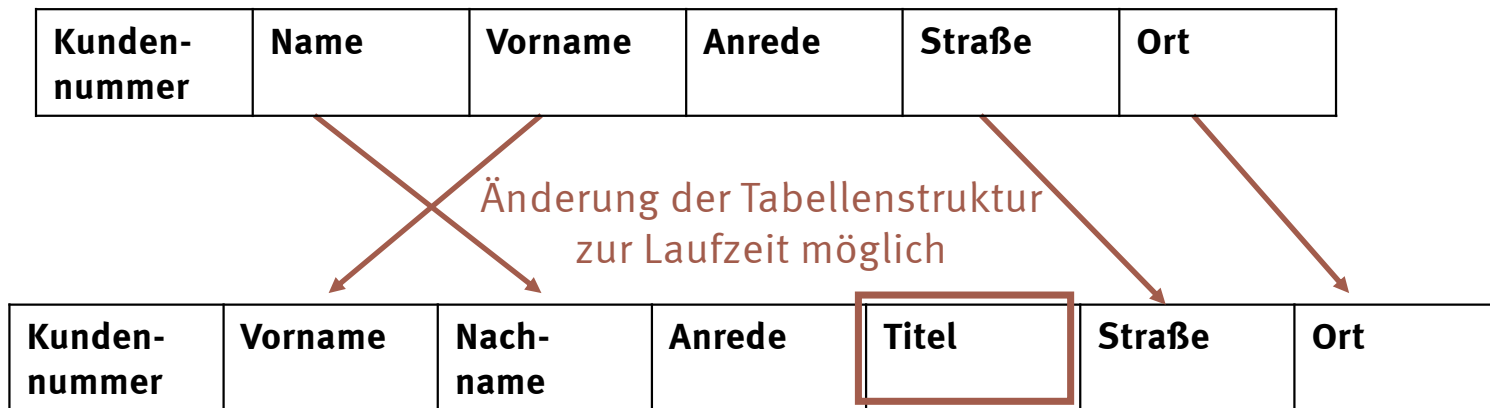 Kunden- Name Vorname Anrede Straße Ort
nummer
Änderung der Tabellenstruktur
zur Laufzeit möglich
Kunden- Vorname Nach- Anrede Titel Straße Ort
nummer name